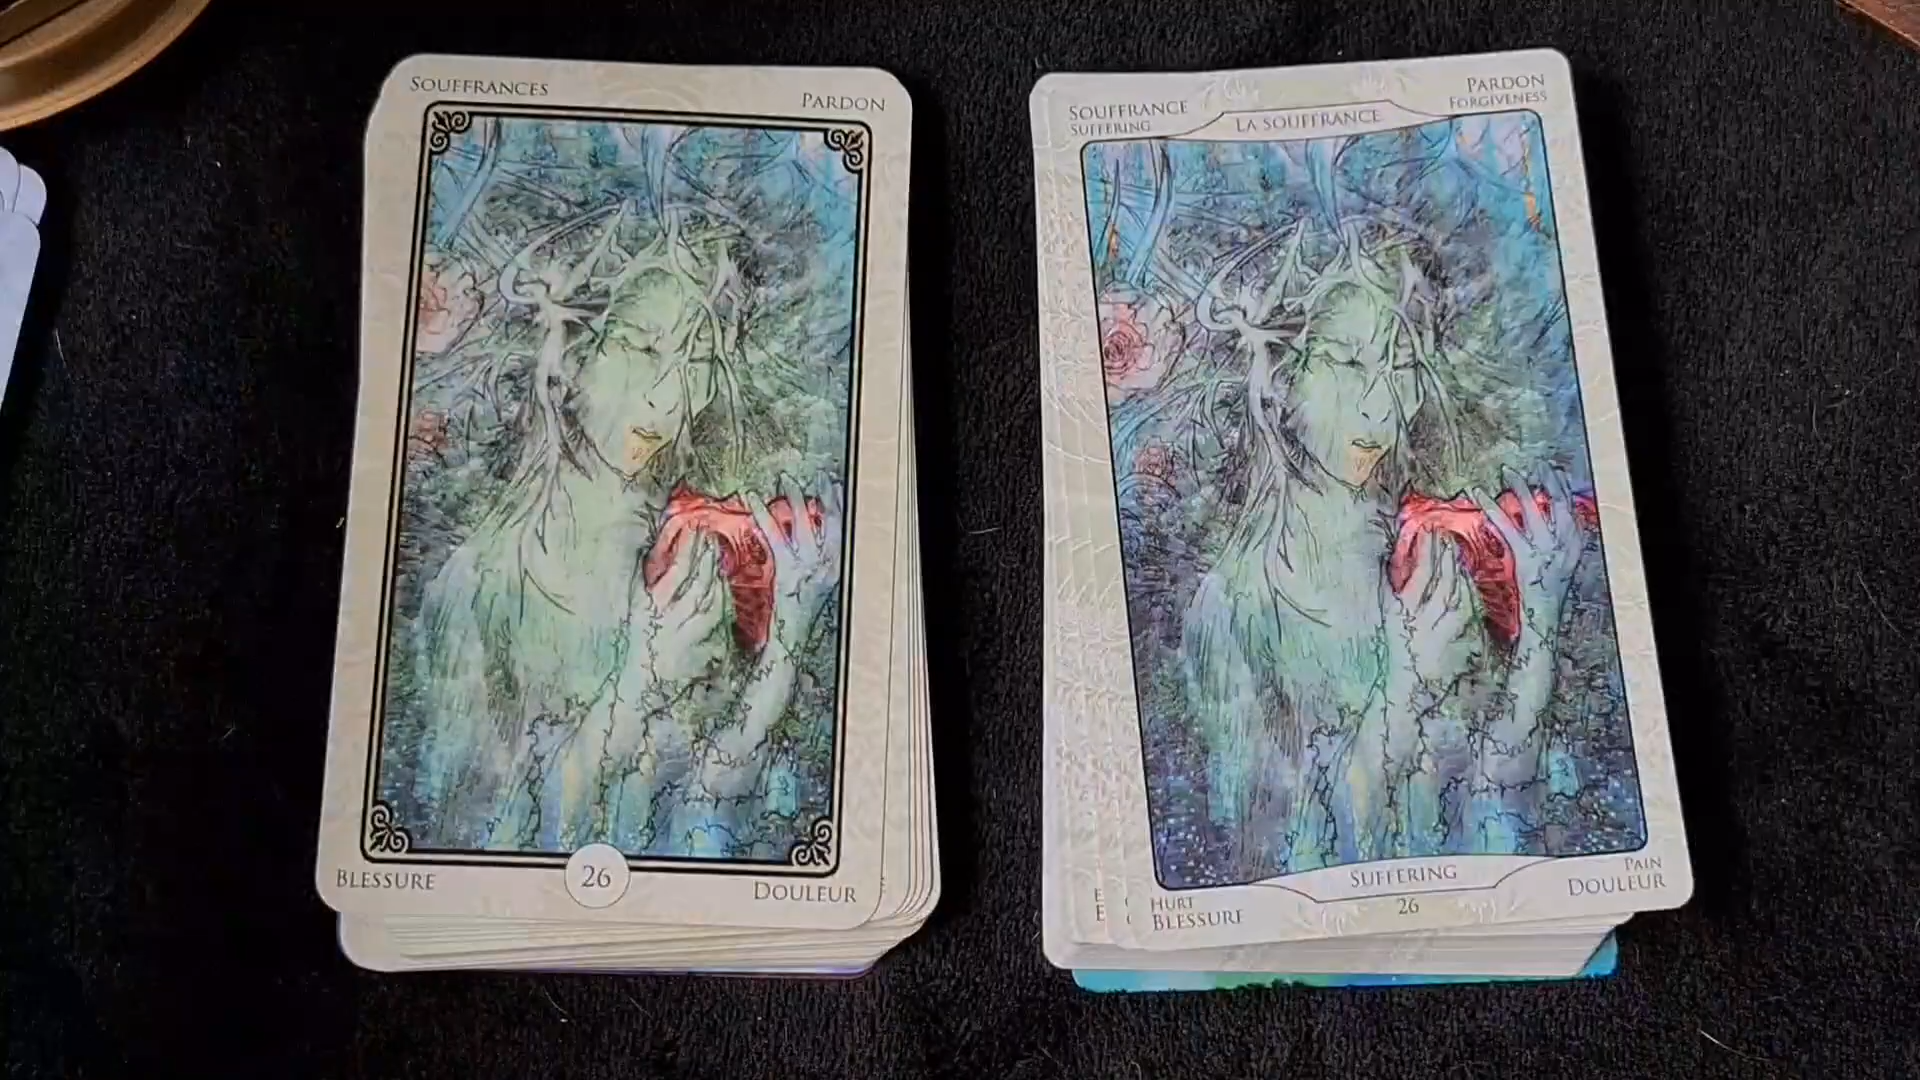 SOUFFRANCES
PARDON
BLESSURE
26
DOULEUR
SOUFFRANCE
SUFFERING
LA SOUFFRANCE
PARDON
FORGIVENESS
HURT
BLESSURE
SUFFERING
26
PAIN
DOULEUR